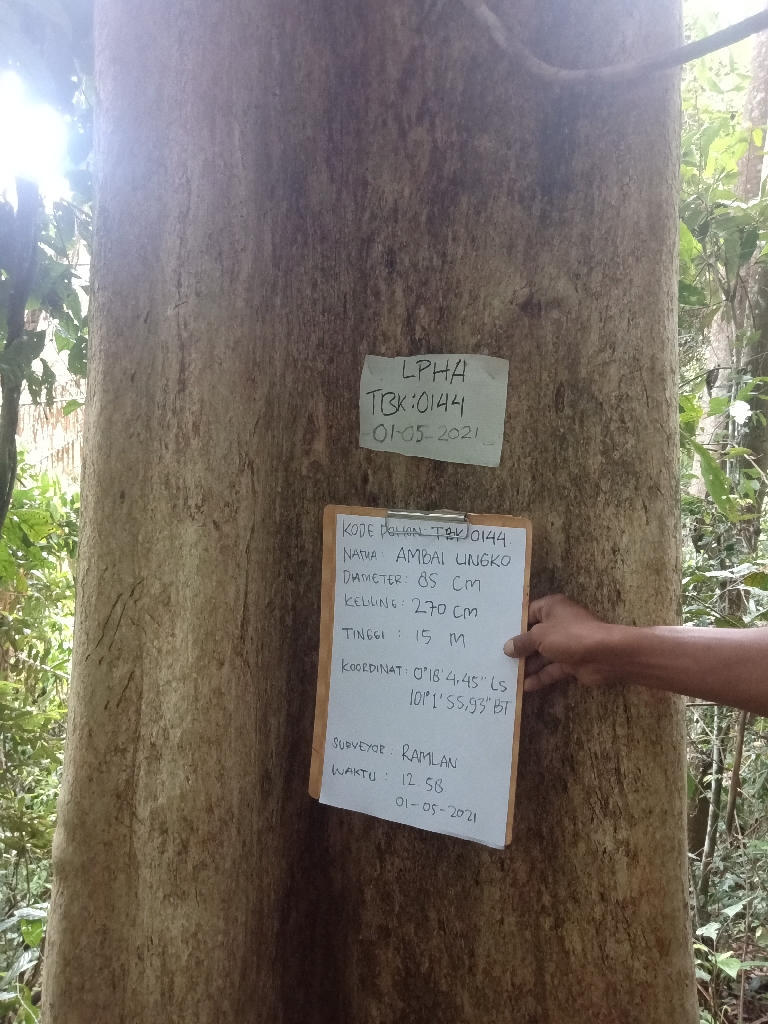 LPHA
TBK:0144
01-05-2021
KODE POHON: TBK 0144
NAMA: AMBAI UNGKO
DIAMETER: 85 CM
KELILING: 270 CM
TINGGI : 15 M
KOORDINAT: 0°18'4,45" LS
101°1'55,93" BT
SURVEYOR: RAMLAN
WAKTU : 12.58
01-05-2021